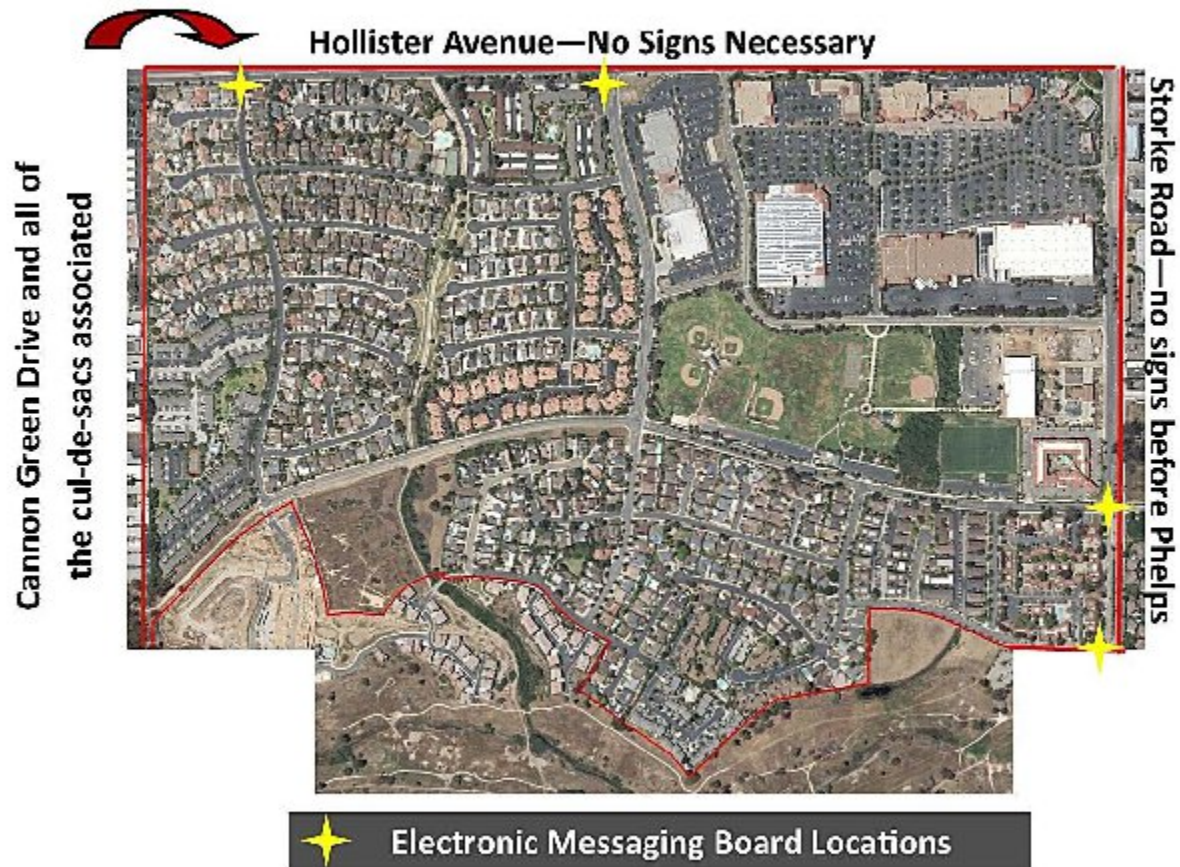 Hollister Avenue—No Signs Necessary
Cannon Green Drive and all of
the cul-de-sacs associated
Storke Road—no signs before Phelps
Electronic Messaging Board Locations